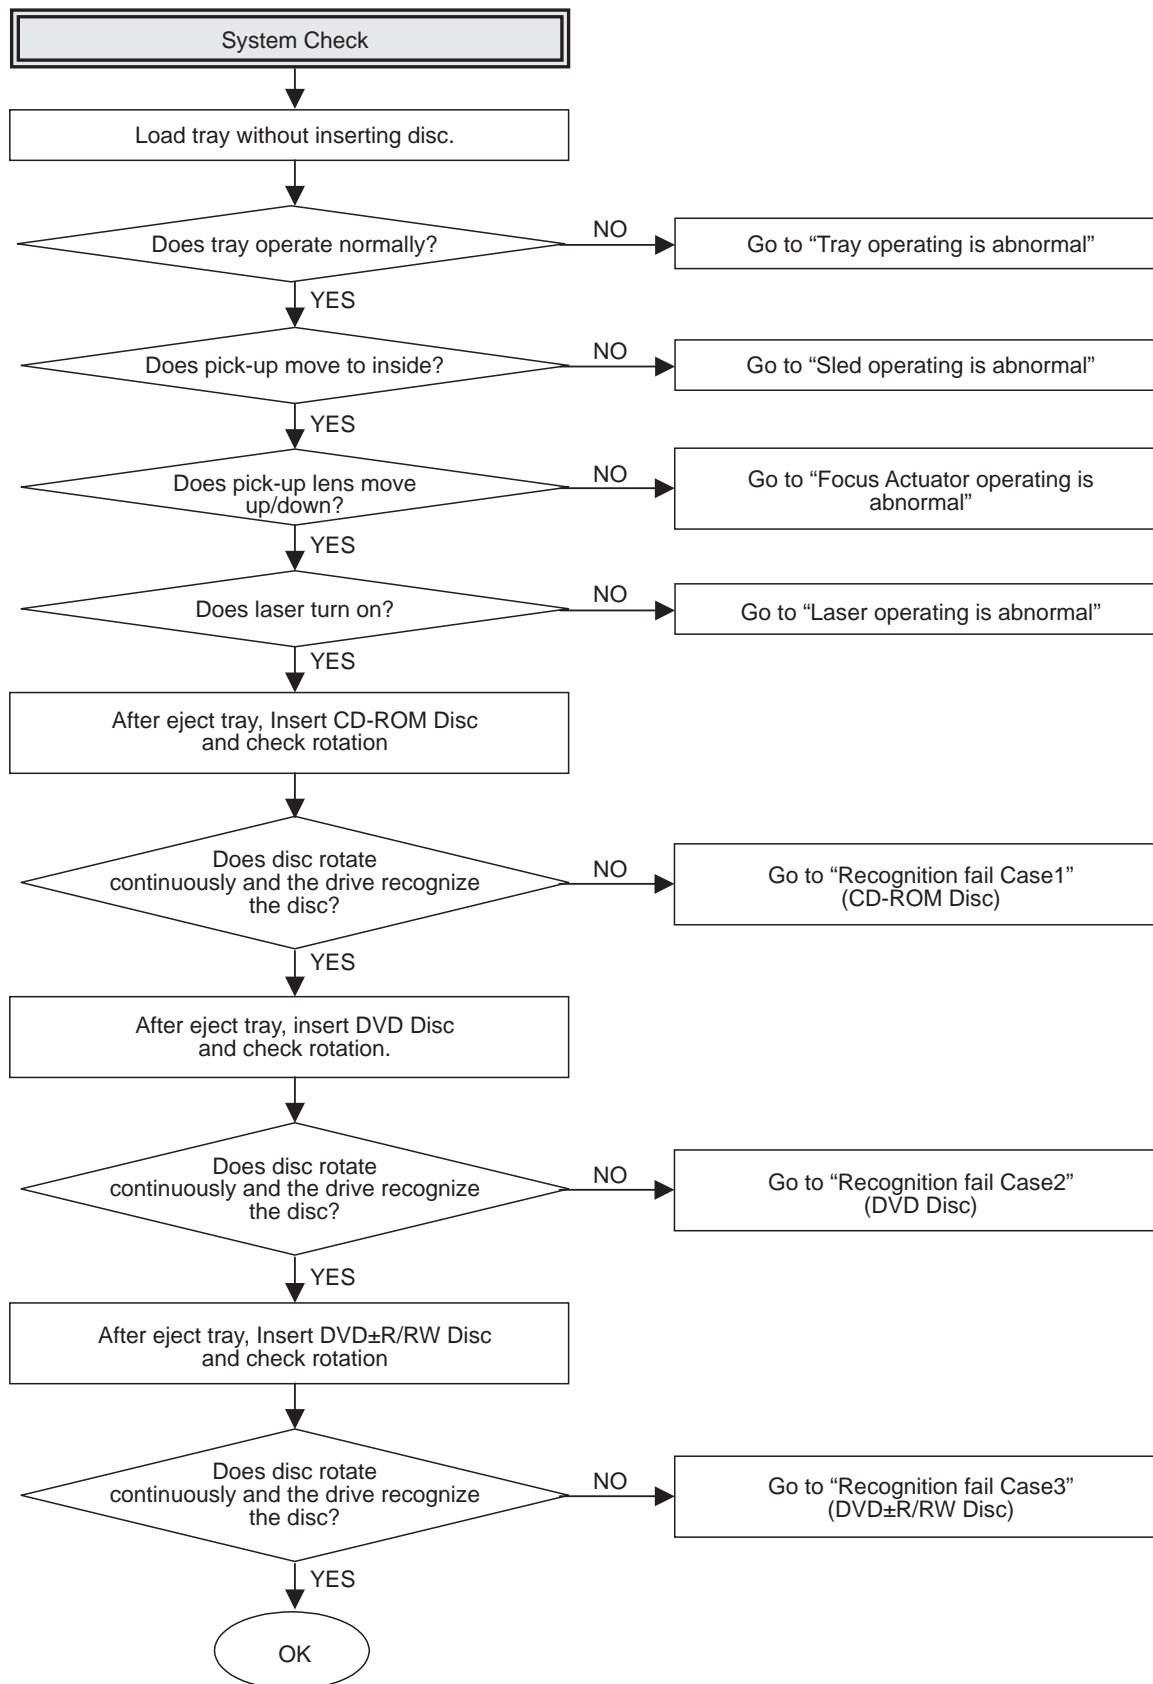 System Check
Load tray without inserting disc.
Does tray operate normally?
NO
Go to “Tray operating is abnormal”
YES
Does pick-up move to inside?
NO
Go to “Sled operating is abnormal”
YES
Does pick-up lens move
up/down?
NO
Go to “Focus Actuator operating is
abnormal”
YES
Does laser turn on?
NO
Go to “Laser operating is abnormal”
YES
After eject tray, Insert CD-ROM Disc
and check rotation
Does disc rotate
continuously and the drive recognize
the disc?
NO
Go to “Recognition fail Case1”
(CD-ROM Disc)
YES
After eject tray, insert DVD Disc
and check rotation.
Does disc rotate
continuously and the drive recognize
the disc?
NO
Go to “Recognition fail Case2”
(DVD Disc)
YES
After eject tray, Insert DVD±R/RW Disc
and check rotation
Does disc rotate
continuously and the drive recognize
the disc?
NO
Go to “Recognition fail Case3”
(DVD±R/RW Disc)
YES
OK